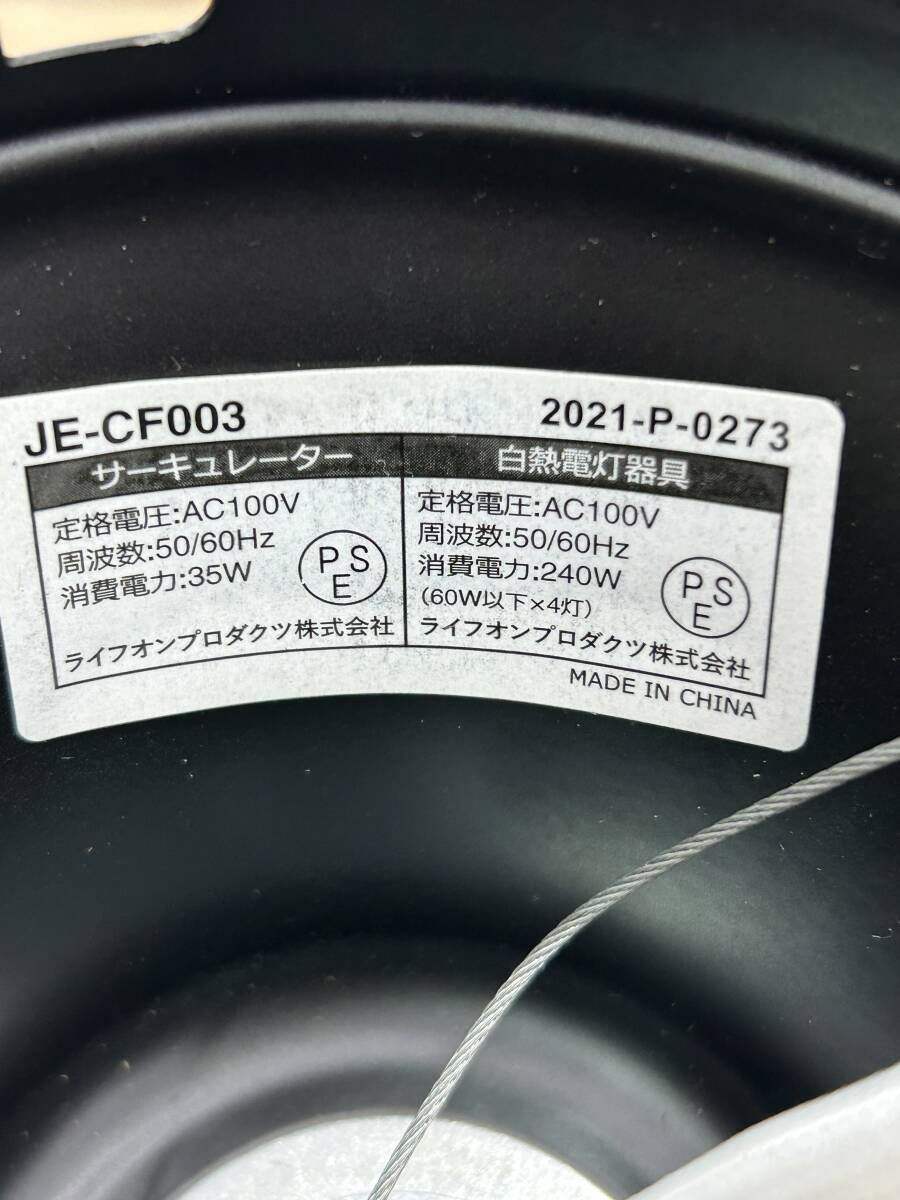 JE-CF003
2021-P-0273
サーキュレーター
定格電圧:AC100V
周波数:50/60Hz
消費電力:35W
PSE
ライフオンプロダクツ株式会社
白熱電灯器具
定格電圧:AC100V
周波数:50/60Hz
消費電力:240W
(60W以下×4灯)
PSE
ライフオンプロダクツ株式会社
MADE IN CHINA